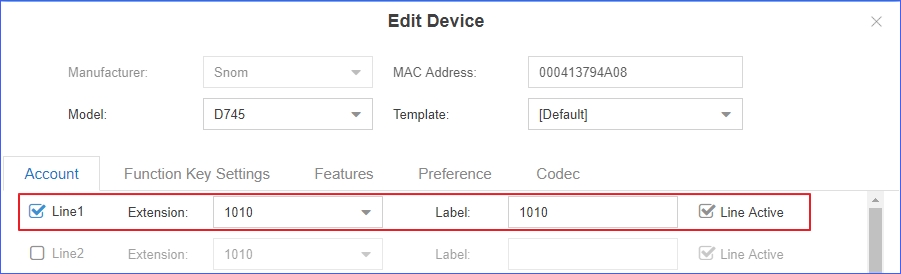 Edit Device
Manufacturer: Snom MAC Address: 000413794A08
Model: D745 Template: [Default]
Account Function Key Settings Features Preference Codec
Line1 Extension: 1010 Label: 1010 Line Active
Line2 Extension: 1010 Label: Line Active